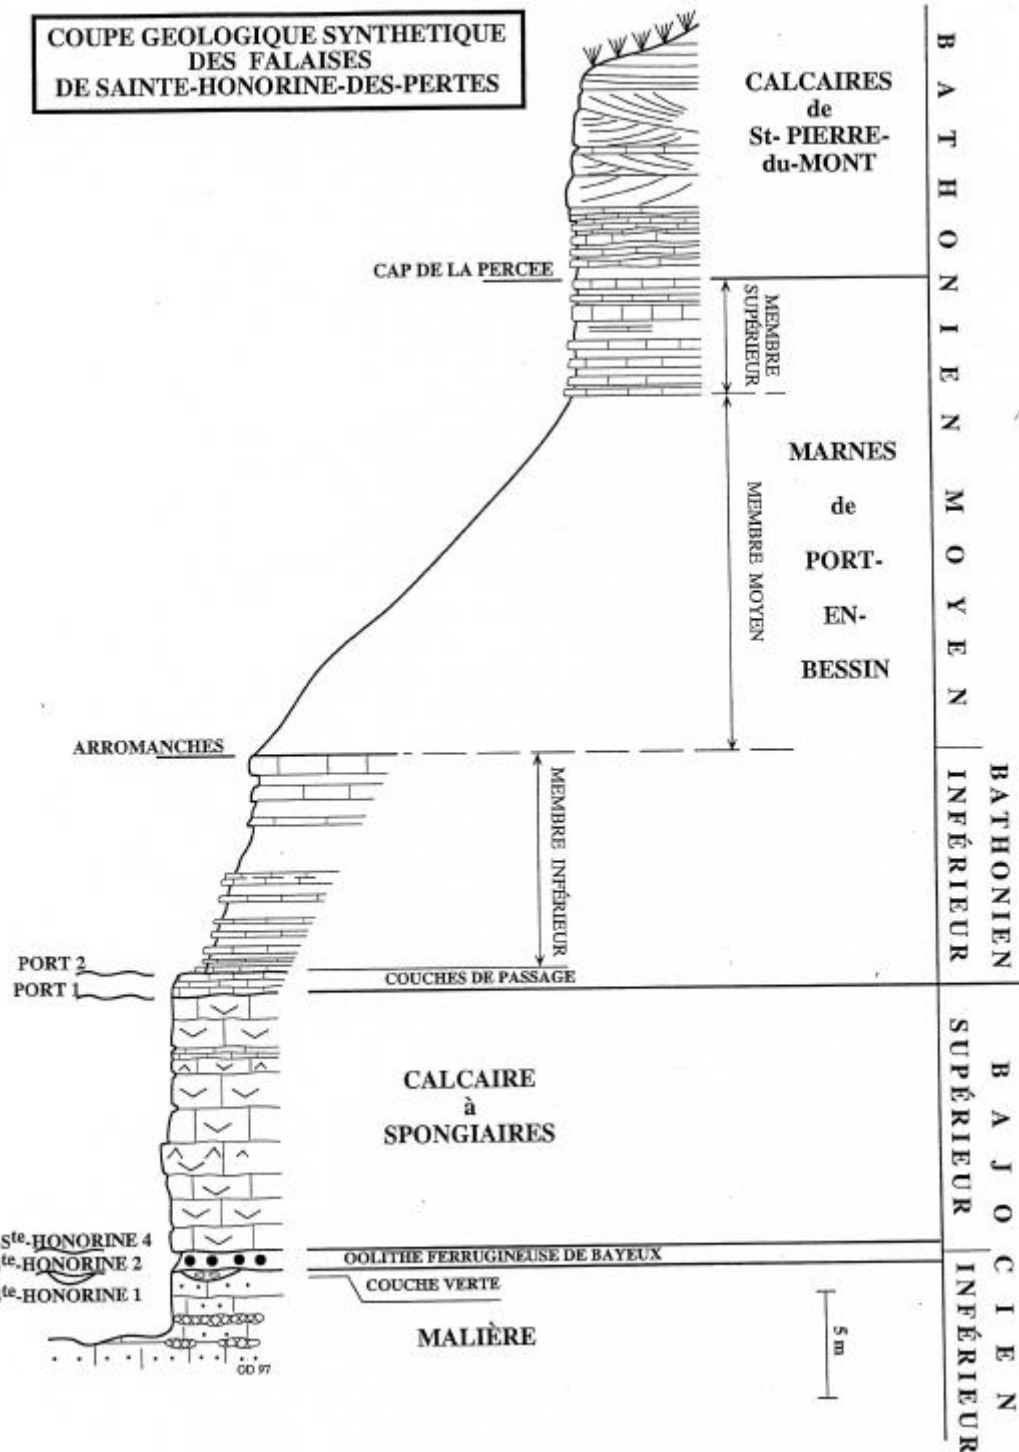 COUPE GEOLOGIQUE SYNTHETIQUE
DES FALAISES
DE SAINTE-HONORINE-DES-PERTES
CALCAIRES
de
St- PIERRE-
du-MONT
CAP DE LA PERCEE
MEMBRE
SUPÉRIEUR
MARNES
de
PORT-
EN-
BESSIN
MEMBRE MOYEN
BATHONIEN MOYEN
ARROMANCHES
MEMBRE INFÉRIEUR
INFÉRIEUR
BATHONIEN
PORT 2
PORT 1
COUCHES DE PASSAGE
CALCAIRE
à
SPONGIAIRES
SUPÉRIEUR
BAJOCIEN
Ste-HONORINE 4
te-HONORINE 2
te-HONORINE 1
OOLITHE FERRUGINEUSE DE BAYEUX
COUCHE VERTE
MALIÈRE
INFÉRIEUR
5 m
GD 97